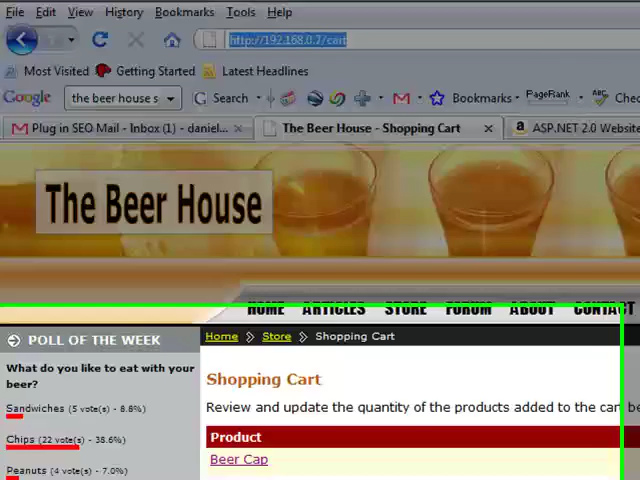 File Edit View History Bookmarks Tools Help
http://192.168.0.7/cart
Most Visited Getting Started Latest Headlines
Google the beer house s Search Bookmarks PageRank Chec
Plug in SEO Mail - Inbox (1) - daniel... The Beer House - Shopping Cart ASP.NET 2.0 Website
The Beer House
HOME ARTICLES STORE FORUM ABOUT CONTACT
POLL OF THE WEEK
Home Store Shopping Cart
What do you like to eat with your
beer?
Sandwiches (5 vote(s) - 8.8%)
Chips (22 vote(s) - 38.6%)
Peanuts (4 vote(s) - 7.0%)
Shopping Cart
Review and update the quantity of the products added to the cart be
Product
Beer Cap